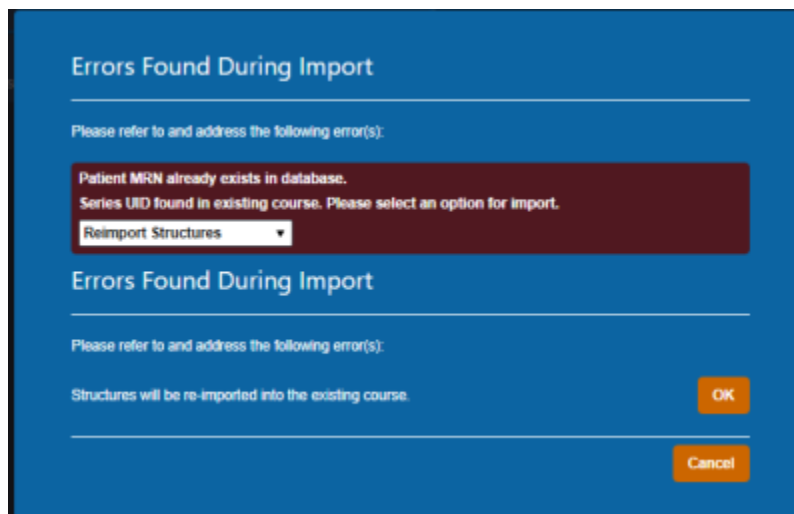 Errors Found During Import
Please refer to and address the following error(s):
Patient MRN already exists in database.
Series UID found in existing course. Please select an option for import.
Reimport Structures
Errors Found During Import
Please refer to and address the following error(s):
Structures will be re-imported into the existing course.
OK
Cancel